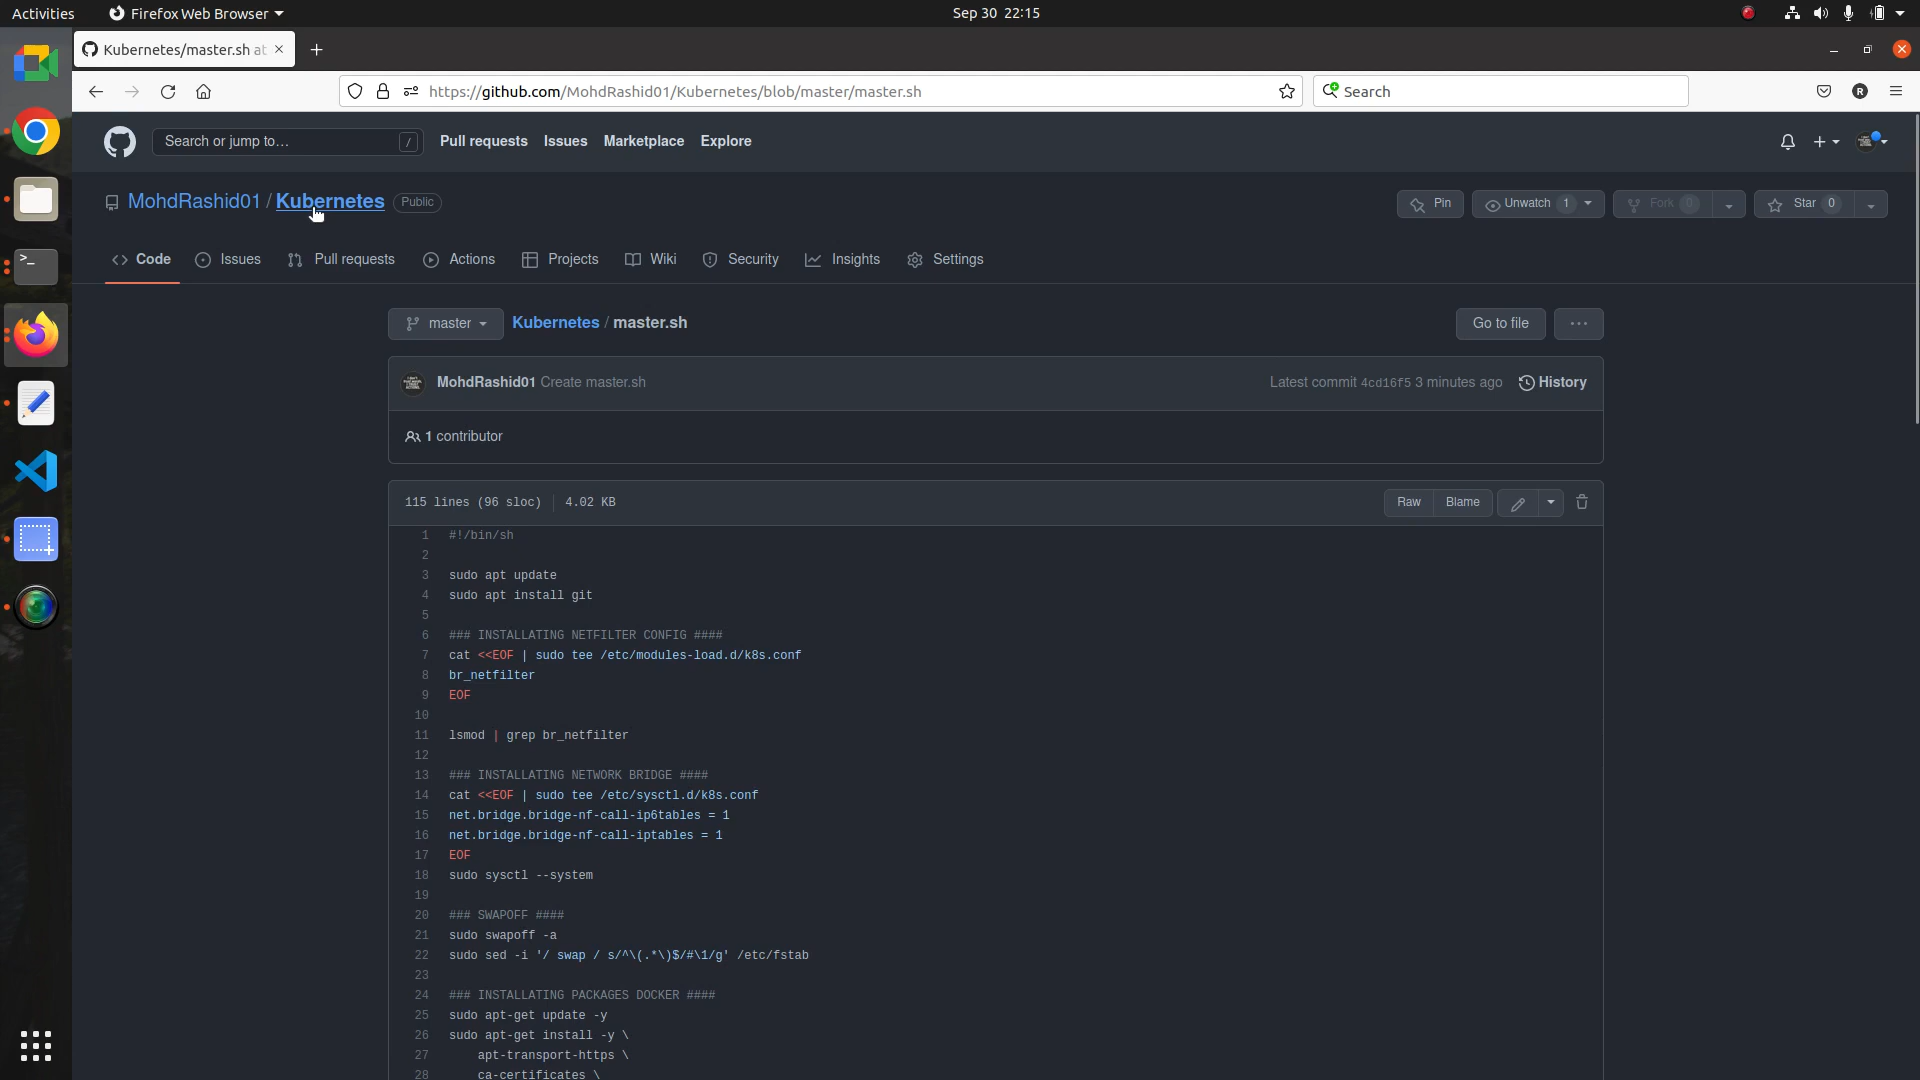 Activities Firefox Web Browser Sep 30 22:15
Kubernetes/master.sh at
https://github.com/MohdRashid01/Kubernetes/blob/master/master.sh Search R
Search or jump to… / Pull requests Issues Marketplace Explore
MohdRashid01 / Kubernetes Public Pin Unwatch 1 Fork 0 Star 0
Code Issues Pull requests Actions Projects Wiki Security Insights Settings
master Kubernetes / master.sh Go to file ...
MohdRashid01 Create master.sh Latest commit 4cd16f5 3 minutes ago History
1 contributor
115 lines (96 sloc) 4.02 KB Raw Blame
1 #!/bin/sh
2
3 sudo apt update
4 sudo apt install git
5
6 ### INSTALLING NETFILTER CONFIG ####
7 cat <<EOF | sudo tee /etc/modules-load.d/k8s.conf
8 br_netfilter
9 EOF
10
11 lsmod | grep br_netfilter
12
13 ### INSTALLING NETWORK BRIDGE ####
14 cat <<EOF | sudo tee /etc/sysctl.d/k8s.conf
15 net.bridge.bridge-nf-call-ip6tables = 1
16 net.bridge.bridge-nf-call-iptables = 1
17 EOF
18 sudo sysctl --system
19
20 ### SWAPOFF ####
21 sudo swapoff -a
22 sudo sed -i '/ swap / s/^\(.*\)$/#\1/g' /etc/fstab
23
24 ### INSTALLING PACKAGES DOCKER ####
25 sudo apt-get update -y
26 sudo apt-get install -y \
27 apt-transport-https \
28 ca-certificates \